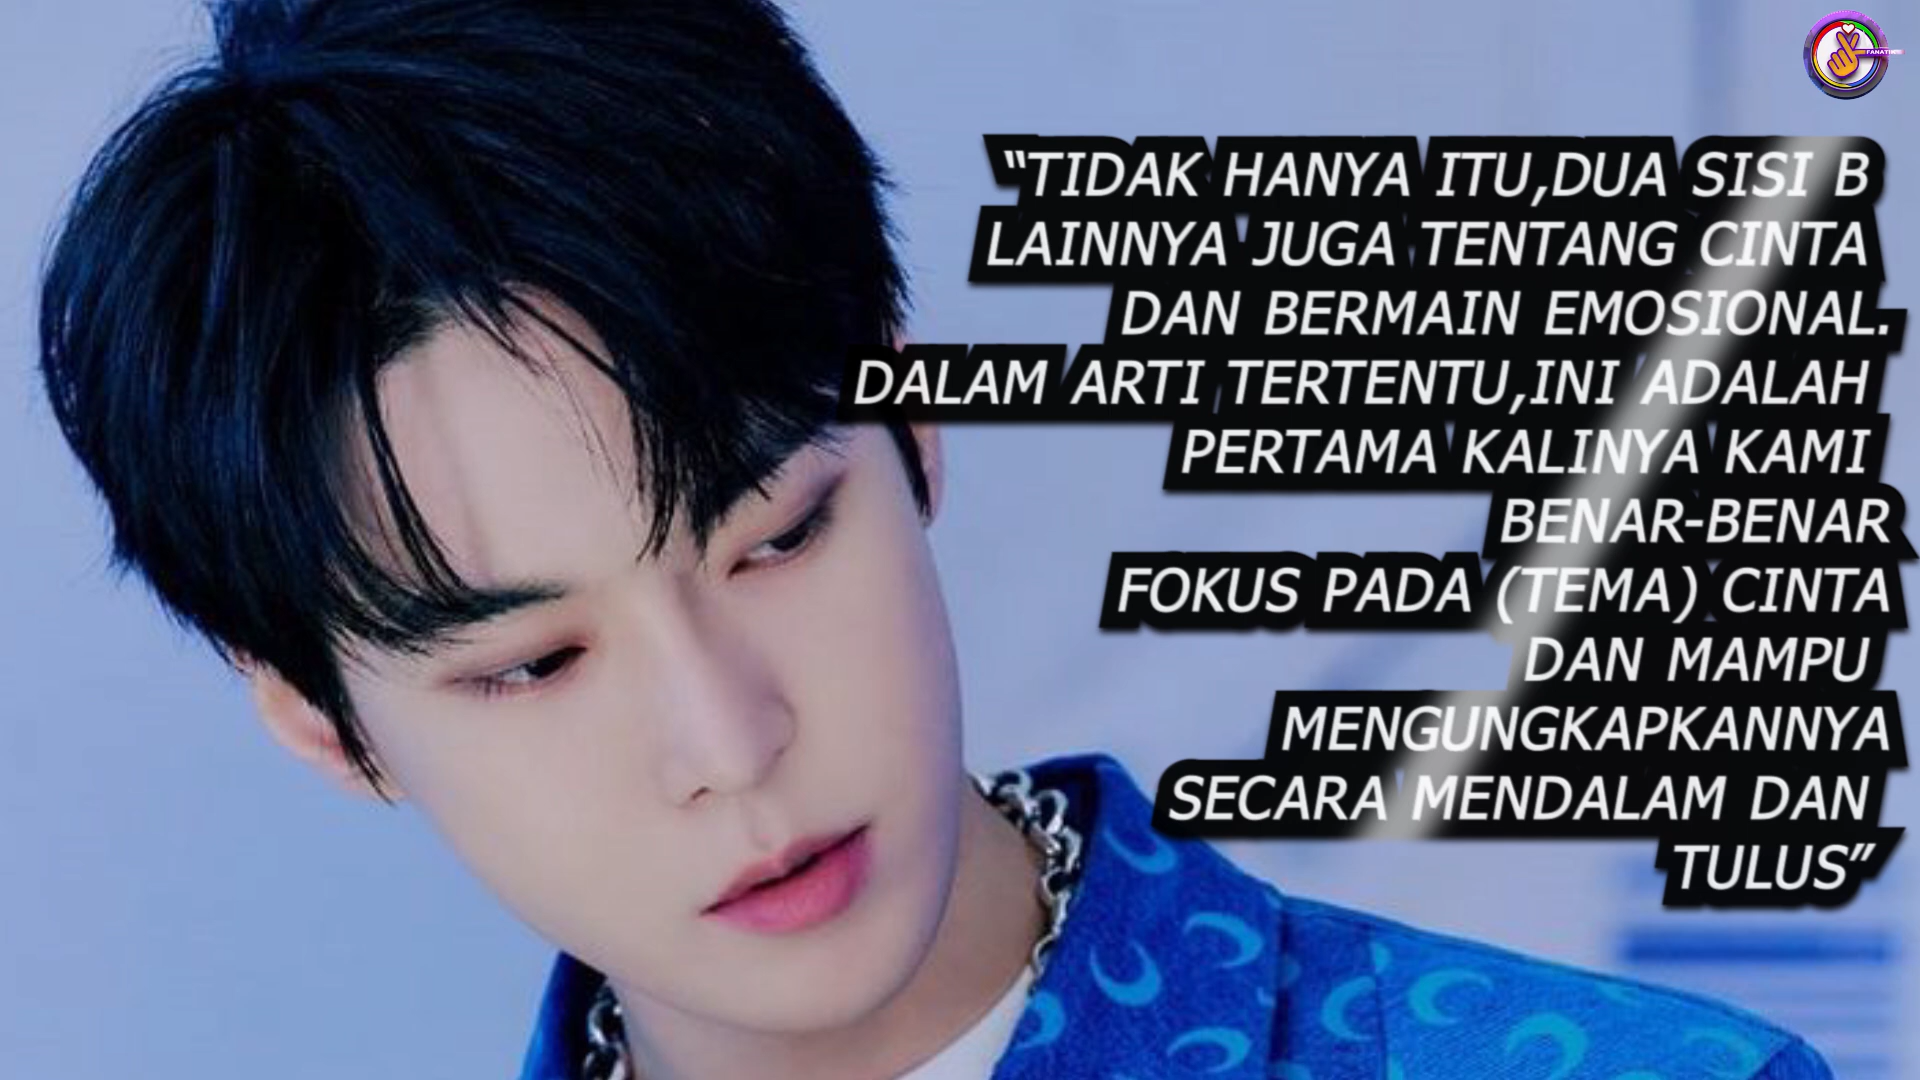 FANATIK
“TIDAK HANYA ITU,DUA SISI B
LAINNYA JUGA TENTANG CINTA
DAN BERMAIN EMOSIONAL.
DALAM ARTI TERTENTU,INI ADALAH
PERTAMA KALINYA KAMI
BENAR-BENAR
FOKUS PADA (TEMA) CINTA
DAN MAMPU
MENGUNGKAPKANNYA
SECARA MENDALAM DAN
TULUS”